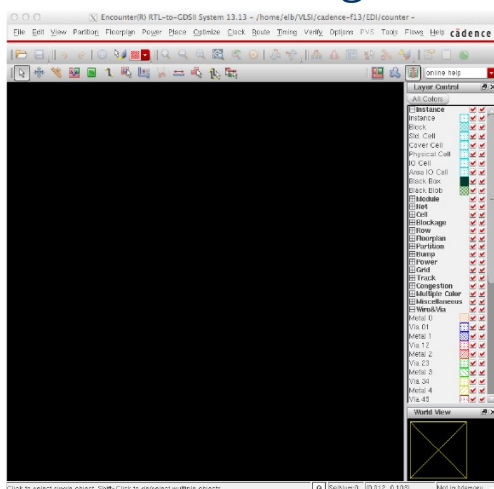 Encounter(R) RTL-to-GDSII System 13.13 - /home/elb/VLSI/cadence-f13/EDI/counter -
File Edit View Partition Floorplan Power Place Optimize Clock Route Timing Verify Options PVS Tools Flows Help cādence
online help
Layer Control
All Colors
Instance
Instance
Block
Std. Cell
Cover Cell
Physical Cell
IO Cell
Area IO Cell
Black Box
Black Blob
Module
Net
Cell
Blockage
Row
Floorplan
Partition
Bump
Power
Grid
Track
Congestion
Multiple Color
Miscellaneous
Wire&Via
Metal 0
Via 01
Metal 1
Via 12
Metal 2
Via 23
Metal 3
Via 34
Metal 4
Via 45
World View
Click to select single object. Shift+Click to de/select multiple objects.
SelNum:0
Not in Memory